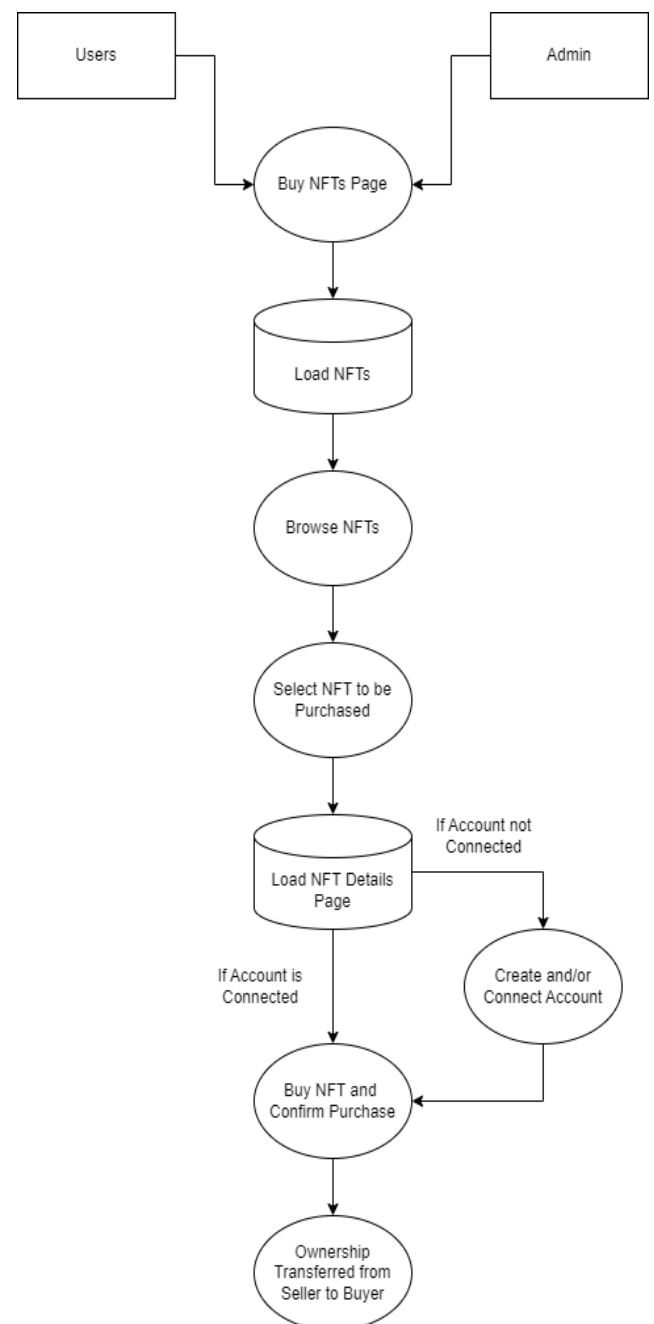 Users
Admin
Buy NFTs Page
Load NFTs
Browse NFTs
Select NFT to be
Purchased
If Account not
Connected
Load NFT Details
Page
If Account is
Connected
Create and/or
Connect Account
Buy NFT and
Confirm Purchase
Ownership
Transferred from
Seller to Buyer